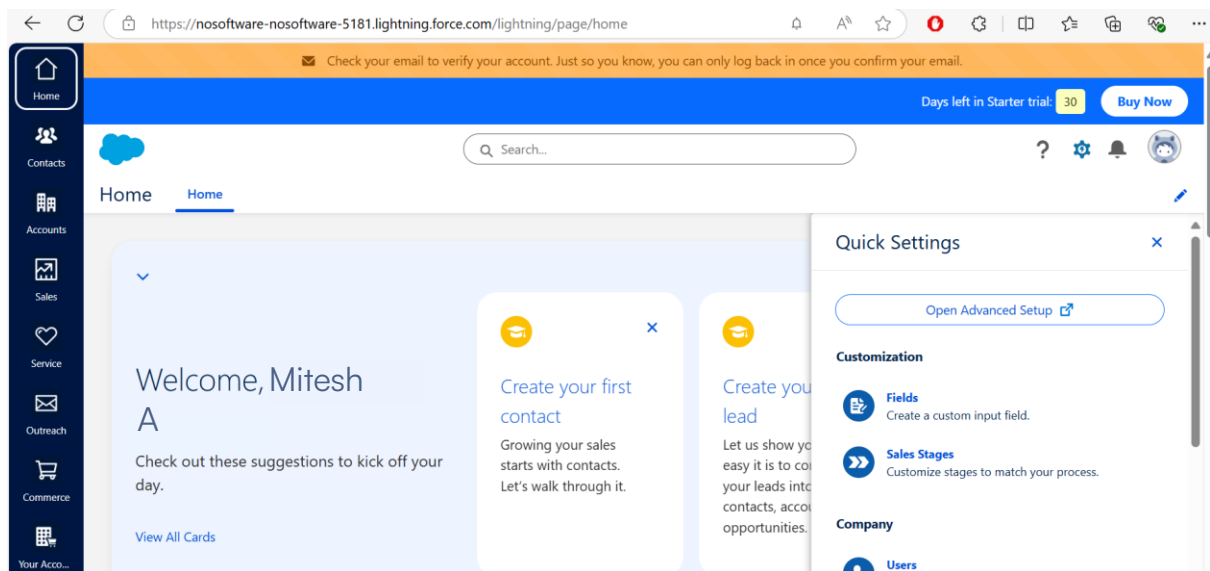 https://nosoftware-nosoftware-5181.lightning.force.com/lightning/page/home
Check your email to verify your account. Just so you know, you can only log back in once you confirm your email.
Days left in Starter trial: 30 Buy Now
Home
Contacts
Accounts
Sales
Service
Outreach
Commerce
Your Acco...
Search...
Home Home
Welcome, Mitesh
A
Check out these suggestions to kick off your
day.
View All Cards
Create your first
contact
Growing your sales
starts with contacts.
Let's walk through it.
Create you
lead
Let us show yo
easy it is to co
your leads into
contacts, accou
opportunities.
Quick Settings
Open Advanced Setup
Customization
Fields
Create a custom input field.
Sales Stages
Customize stages to match your process.
Company
Users